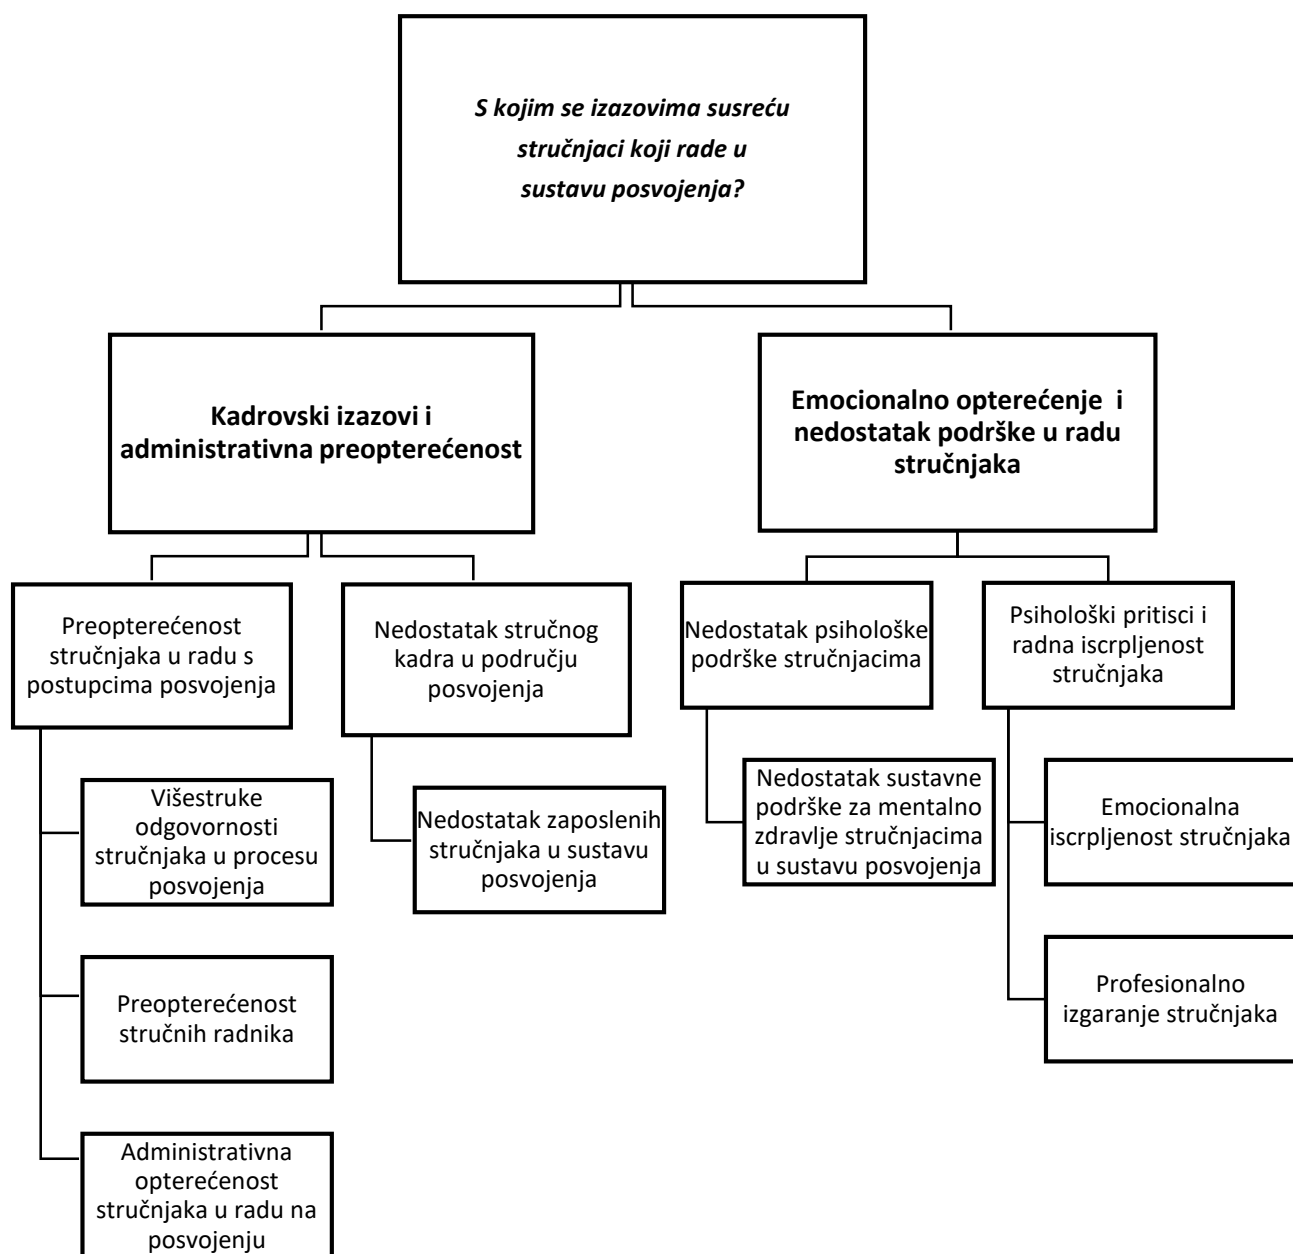 S kojim se izazovima susreću
stručnjaci koji rade u
sustavu posvojenja?
Kadrovski izazovi i
administrativna preopterećenost
Emocionalno opterećenje i
nedostatak podrške u radu
stručnjaka
Preopterećenost
stručnjaka u radu s
postupcima posvojenja
Nedostatak stručnog
kadra u području
posvojenja
Nedostatak psihološke
podrške stručnjacima
Psihološki pritisci i
radna iscrpljenost
stručnjaka
Višestruke
odgovornosti
stručnjaka u procesu
posvojenja
Nedostatak zaposlenih
stručnjaka u sustavu
posvojenja
Nedostatak sustavne
podrške za mentalno
zdravlje stručnjacima
u sustavu posvojenja
Emocionalna
iscrpljenost stručnjaka
Preopterećenost
stručnih radnika
Profesionalno
izgaranje stručnjaka
Administrativna
opterećenost
stručnjaka u radu na
posvojenju